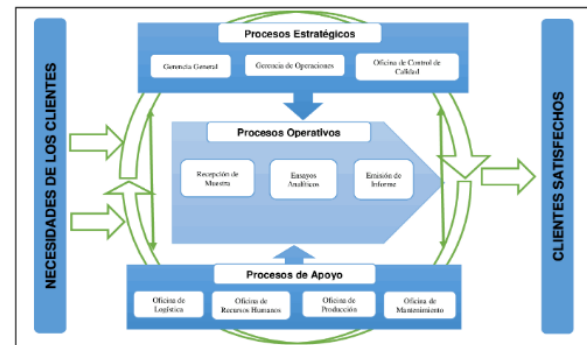 NECESIDADES DE LOS CLIENTES
Procesos Estratégicos
Gerencia General
Gerencia de Operaciones
Oficina de Control de
Calidad
Procesos Operativos
Recepción de
Muestra
Ensayos
Analíticos
Emisión de
Informe
Procesos de Apoyo
Oficina de
Logística
Oficina de
Recursos Humanos
Oficina de
Producción
Oficina de
Mantenimiento
CLIENTES SATISFECHOS